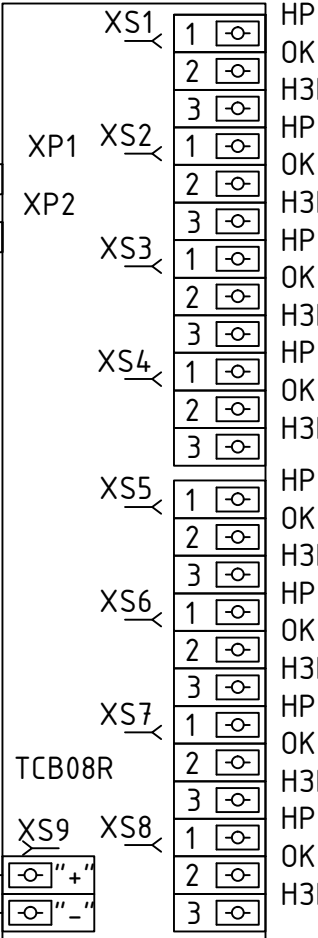 XS1 1 НР
2 ОК
3 НЗ
XP1 XS2 1 НР
2 ОК
XP2 3 НЗ
XS3 1 НР
2 ОК
3 НЗ
XS4 1 НР
2 ОК
3 НЗ
XS5 1 НР
2 ОК
3 НЗ
XS6 1 НР
2 ОК
3 НЗ
XS7 1 НР
TCB08R 2 ОК
3 НЗ
XS9 XS8 1 НР
"+" 2 ОК
"-" 3 НЗ